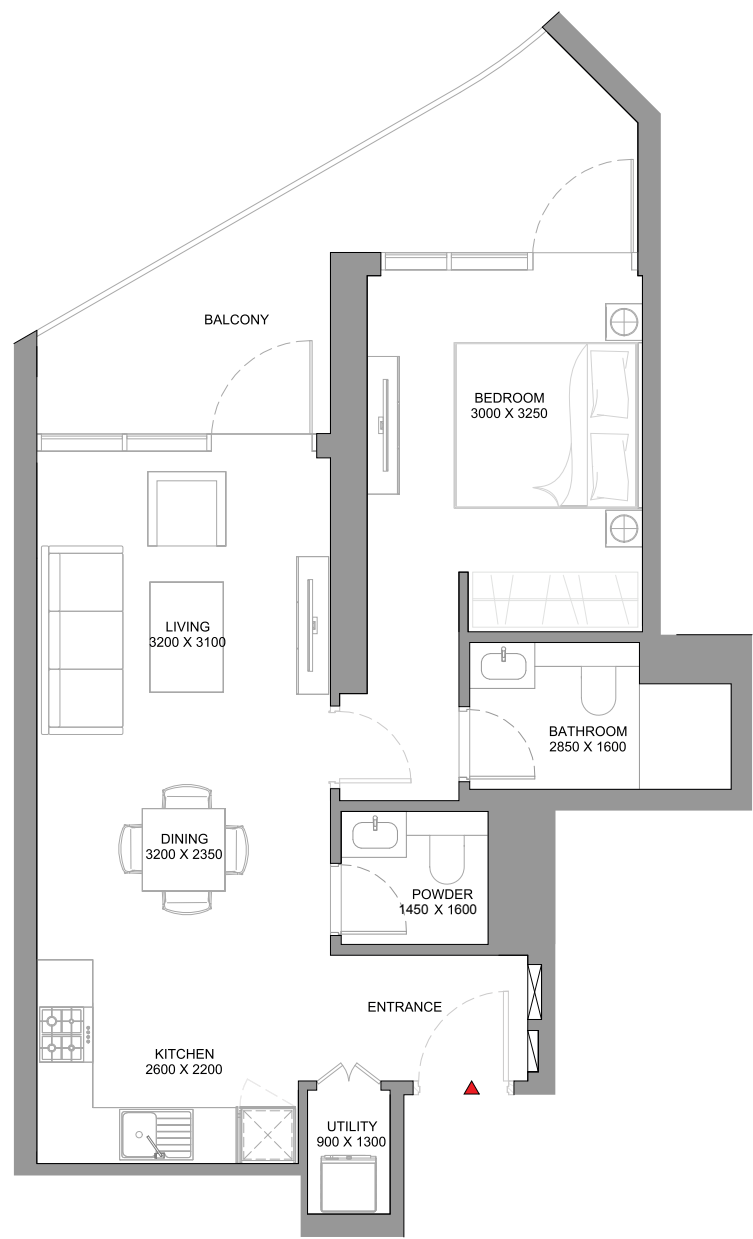 BALCONY
BEDROOM
3000 X 3250
LIVING
3200 X 3100
BATHROOM
2850 X 1600
DINING
3200 X 2350
POWDER
1450 X 1600
ENTRANCE
KITCHEN
2600 X 2200
UTILITY
900 X 1300